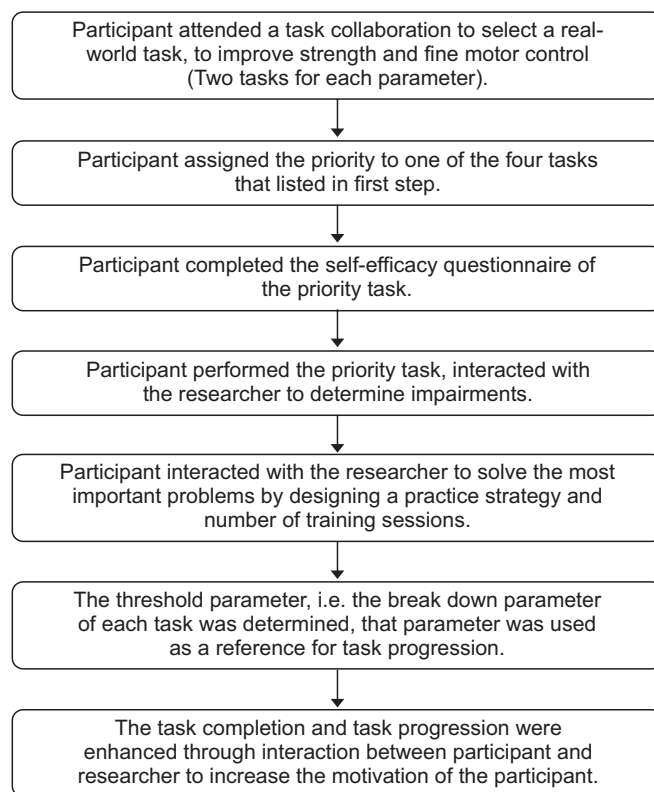 Participant attended a task collaboration to select a real-
world task, to improve strength and fine motor control
(Two tasks for each parameter).
Participant assigned the priority to one of the four tasks
that listed in first step.
Participant completed the self-efficacy questionnaire of
the priority task.
Participant performed the priority task, interacted with
the researcher to determine impairments.
Participant interacted with the researcher to solve the most
important problems by designing a practice strategy and
number of training sessions.
The threshold parameter, i.e. the break down parameter
of each task was determined, that parameter was used
as a reference for task progression.
The task completion and task progression were
enhanced through interaction between participant and
researcher to increase the motivation of the participant.